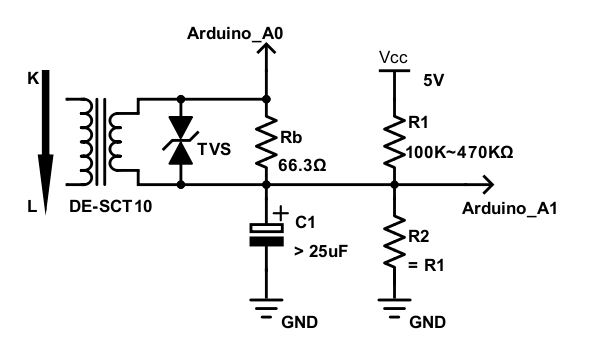 Arduino_A0
Vcc
K
5V
R1
Rb
100K~470KΩ
TVS
66.3Ω
L
DE-SCT10
Arduino_A1
+
C1
R2
> 25uF
= R1
GND
GND